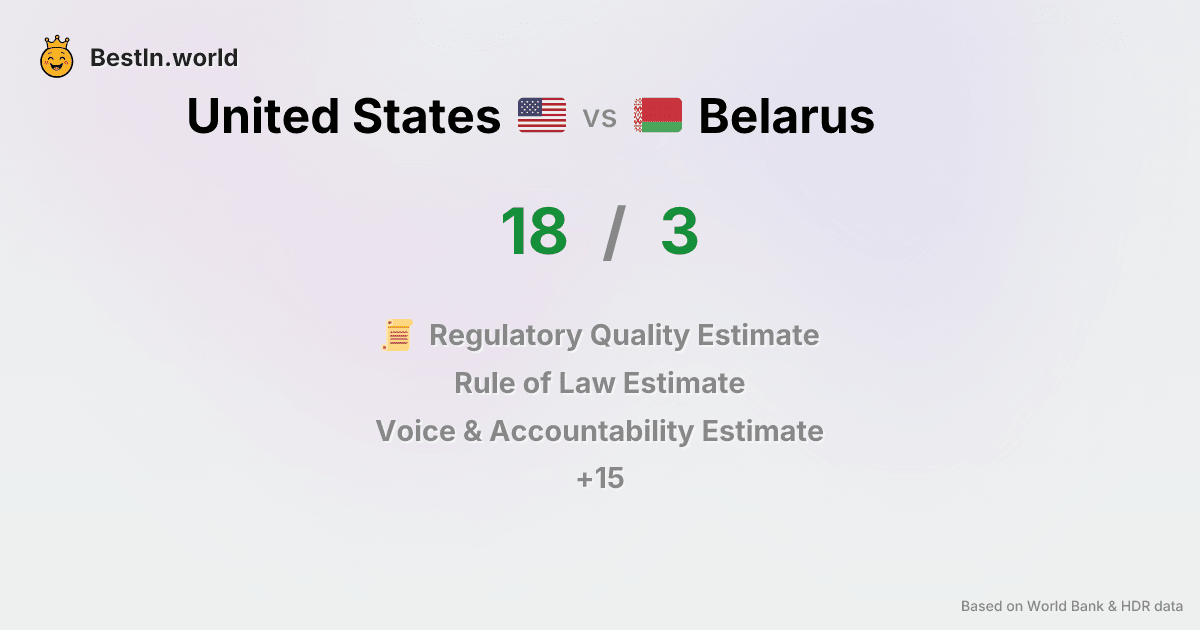 BestIn.world
United States vs Belarus
18 / 3
Regulatory Quality Estimate
Rule of Law Estimate
Voice & Accountability Estimate
+15
Based on World Bank & HDR data